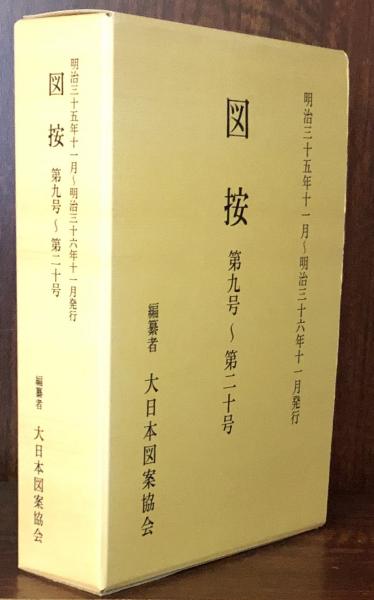 明治三十五年十一月～明治三十六年十一月発行
図按 第九号～第二十号
編纂者 大日本図案協会
明治三十五年十一月～明治三十六年十一月発行
図按 第九号～第二十号
編纂者 大日本図案協会